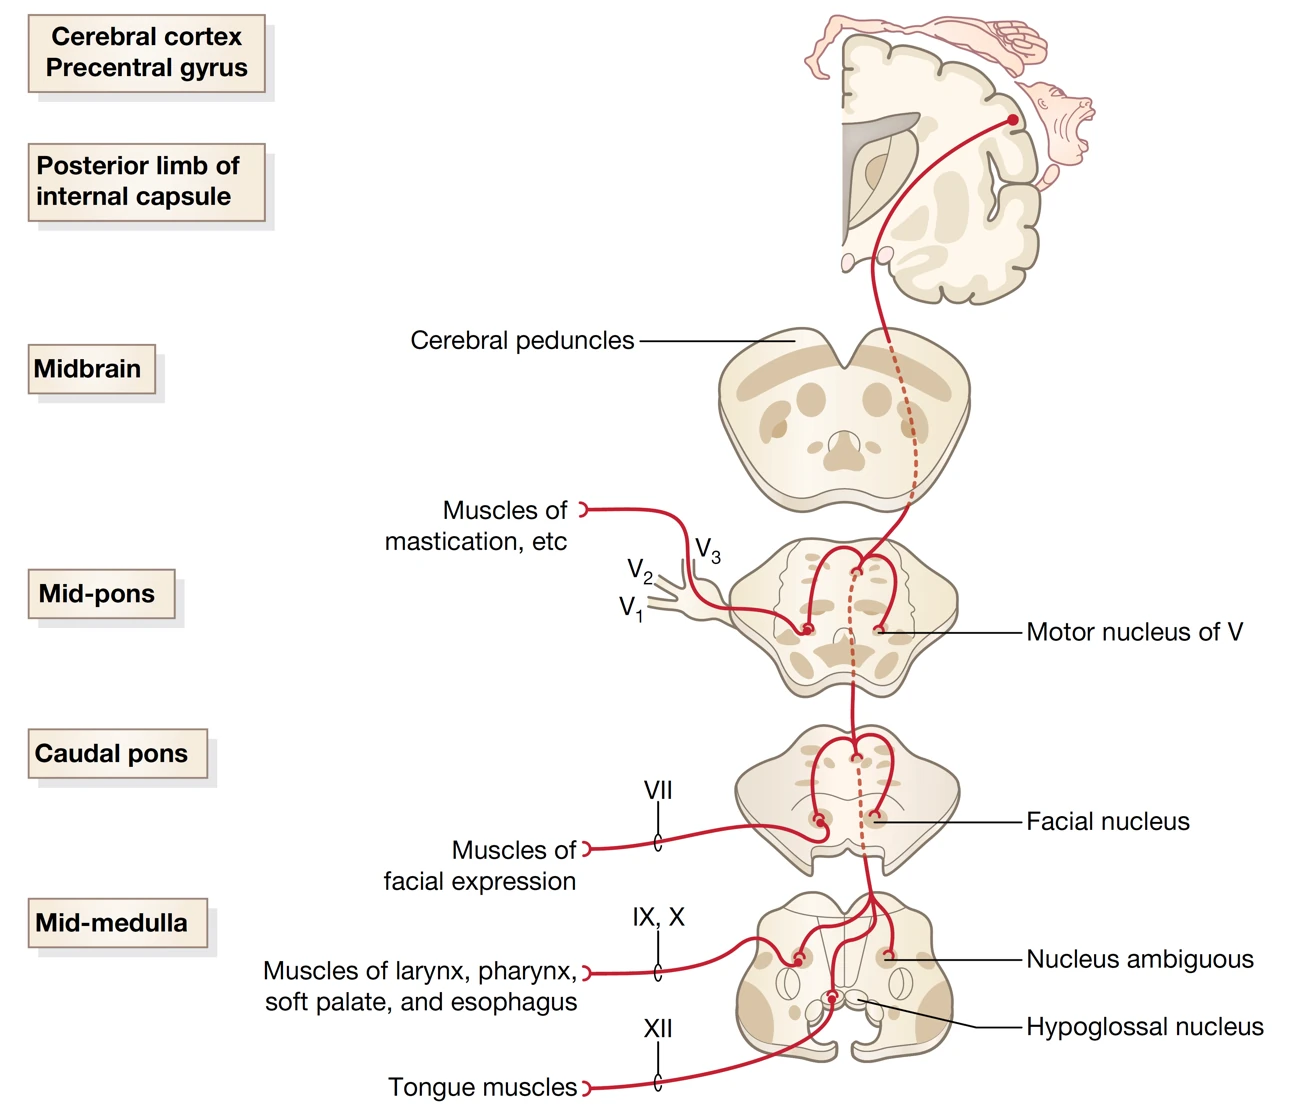 Cerebral cortex
Precentral gyrus
Posterior limb of
internal capsule
Cerebral peduncles
Midbrain
Muscles of
mastication, etc
V3
V2
V1
Mid-pons
Motor nucleus of V
Caudal pons
VII
Facial nucleus
Muscles of
facial expression
Mid-medulla
IX, X
Nucleus ambiguous
Muscles of larynx, pharynx,
soft palate, and esophagus
Hypoglossal nucleus
XII
Tongue muscles